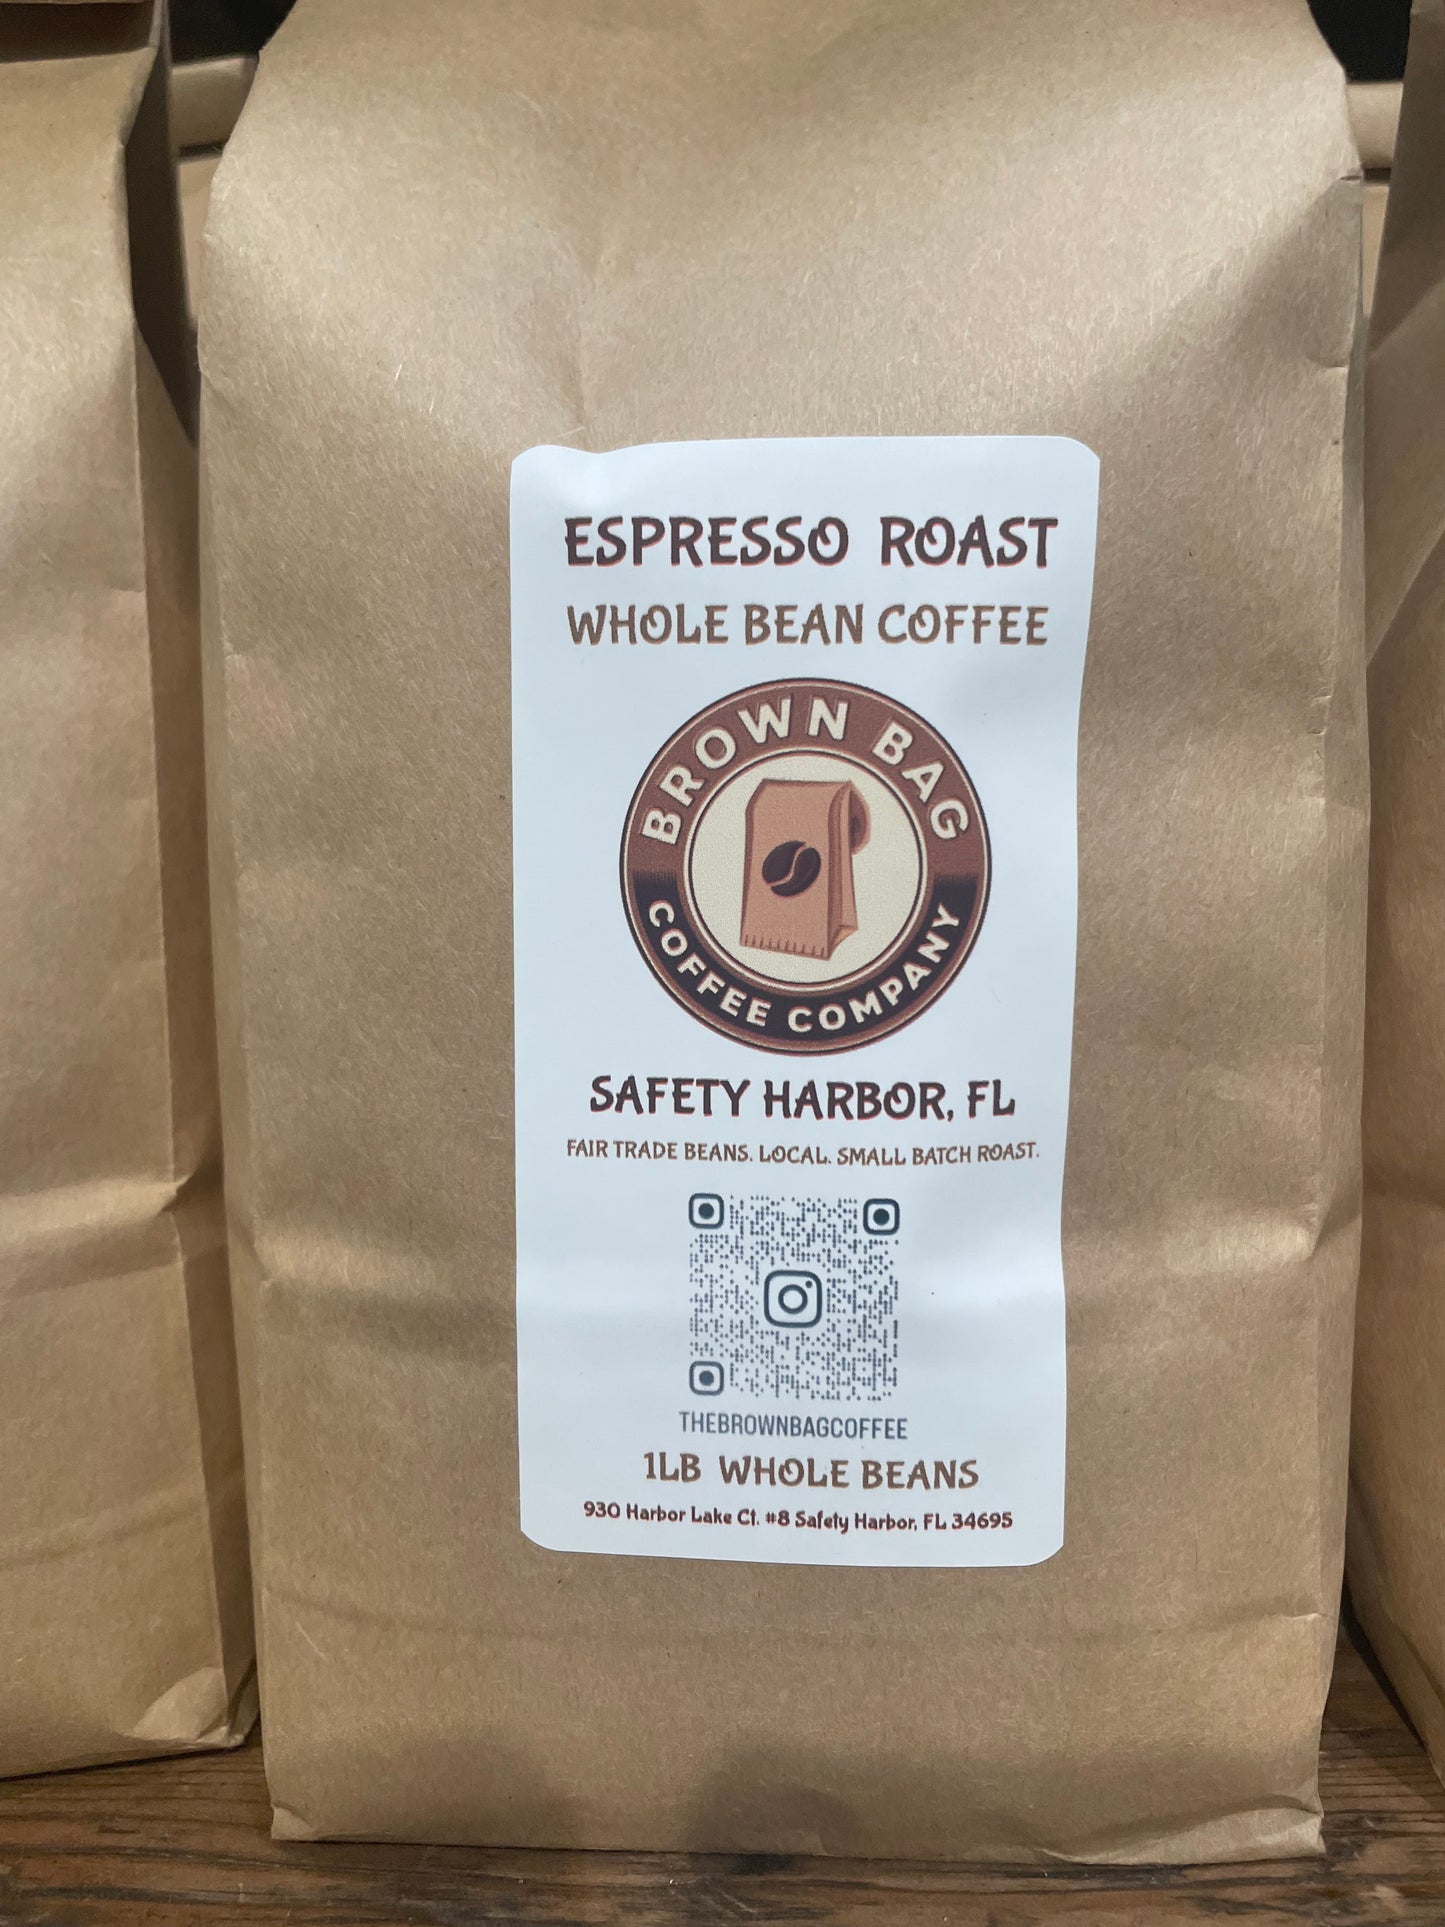 ESPRESSO ROAST
WHOLE BEAN COFFEE
BROWN BAG
COFFEE COMPANY
SAFETY HARBOR, FL
FAIR TRADE BEANS. LOCAL. SMALL BATCH ROAST.
THEBROWNBAGCOFFEE
1LB WHOLE BEANS
930 Harbor Lake Ct. #8 Safety Harbor, FL 34695